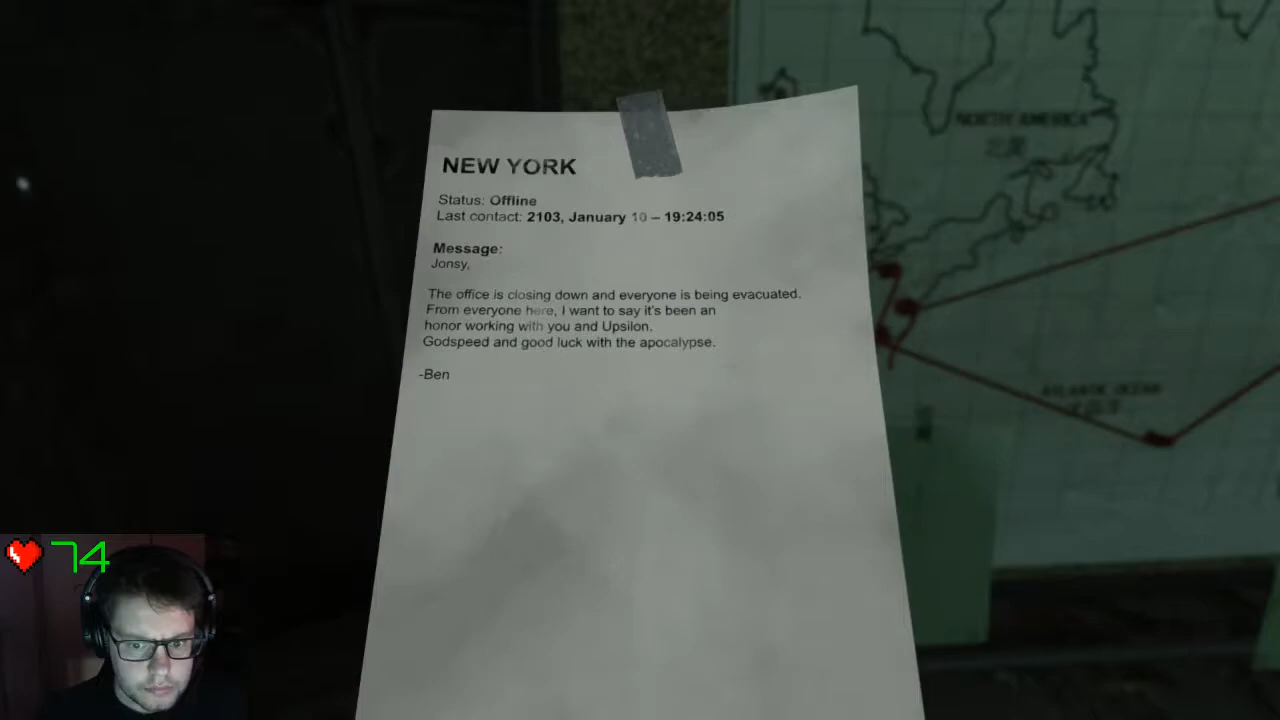 NEW YORK
Status: Offline
Last contact: 2103, January 10 – 19:24:05
Message:
Jonsy,
The office is closing down and everyone is being evacuated.
From everyone here, I want to say it's been an
honor working with you and Upsilon.
Godspeed and good luck with the apocalypse.
-Ben
NORTH AMERICA
北美
ATLANTIC OCEAN
74